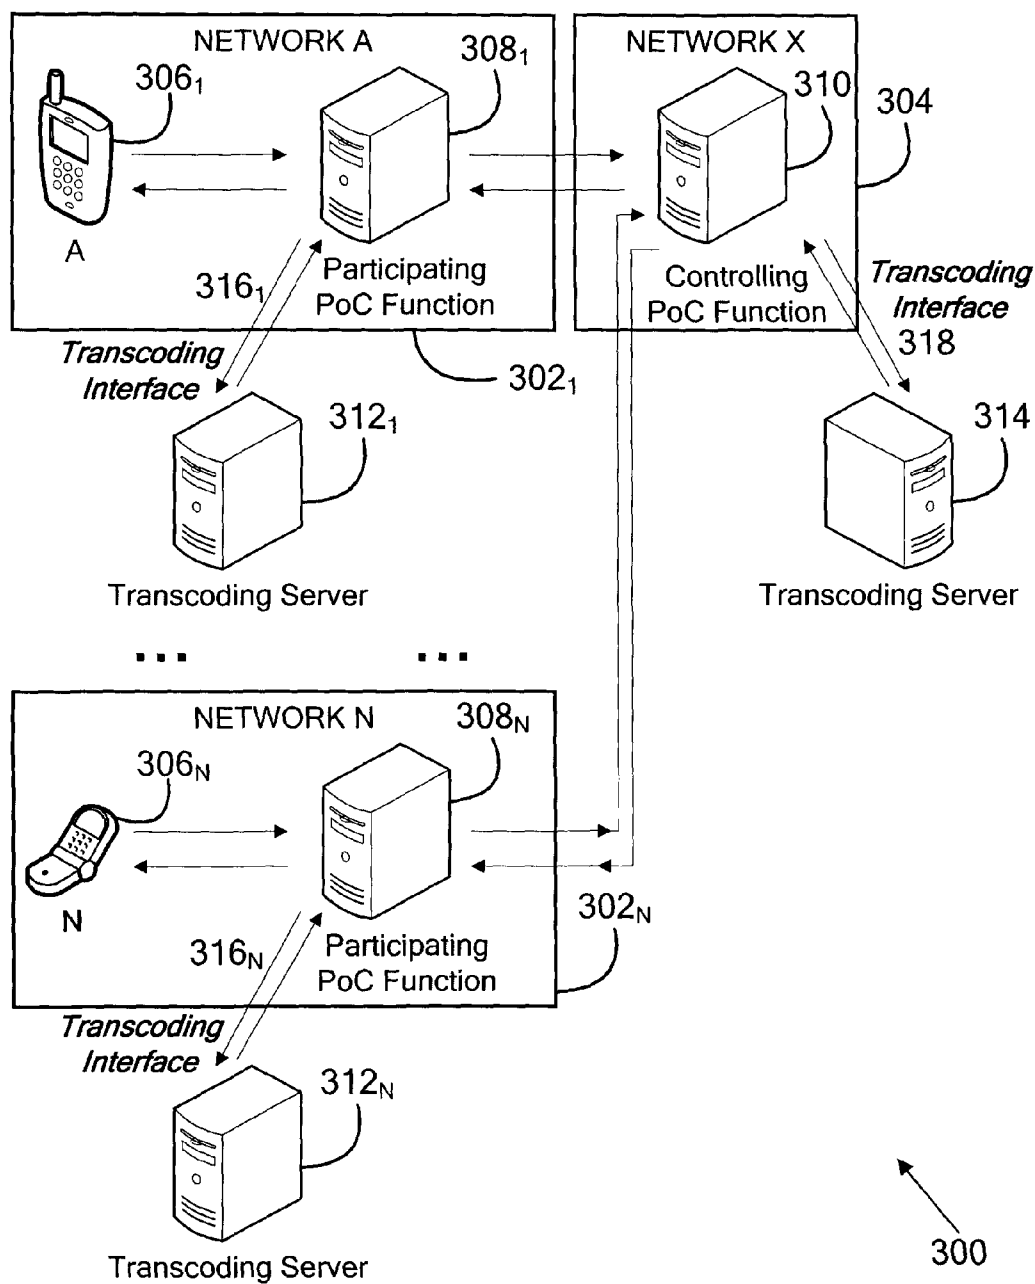 NETWORK A
NETWORK X
306₁
308₁
310
304
A
Participating
PoC Function
Controlling
PoC Function
316₁
Transcoding
Interface
318
Transcoding
Interface
302₁
312₁
314
Transcoding Server
Transcoding Server
...
...
NETWORK N
306N
308N
N
Participating
PoC Function
302N
316N
Transcoding
Interface
312N
Transcoding Server
300